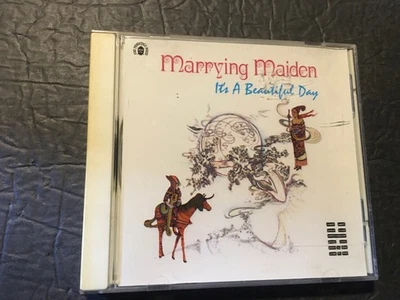 Marrying Maiden
It's A Beautiful Day